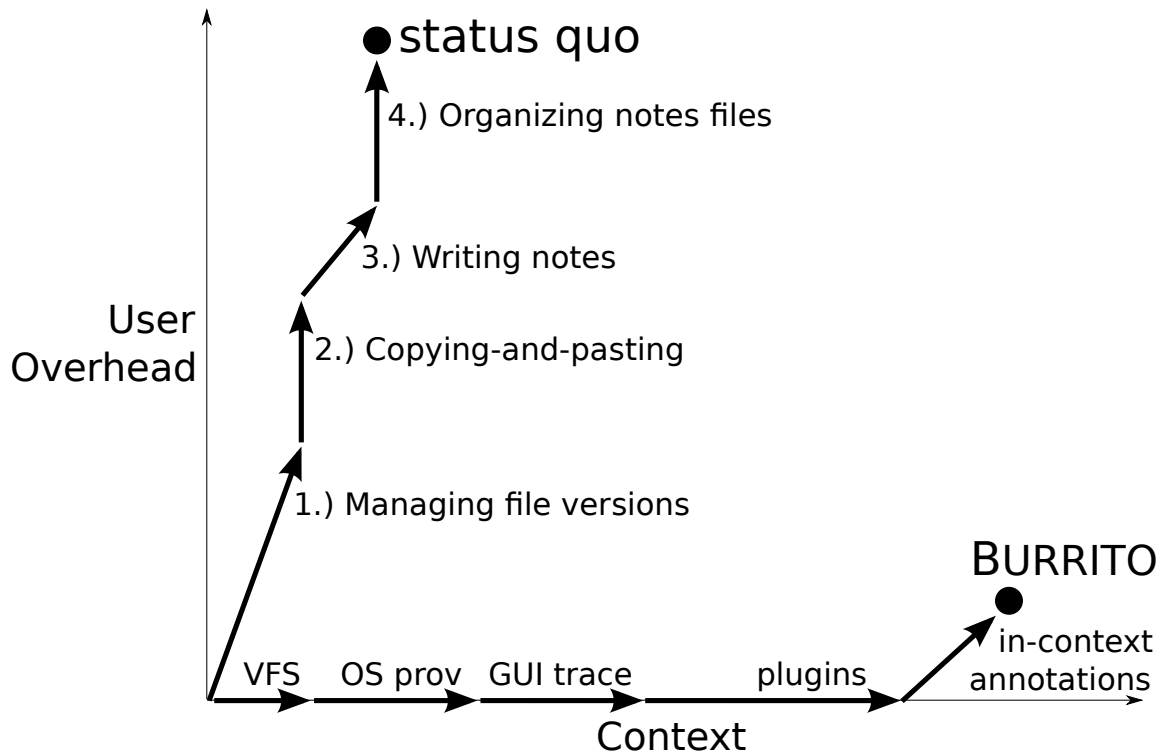 status quo
4.) Organizing notes files
3.) Writing notes
User
Overhead
2.) Copying-and-pasting
1.) Managing file versions
BURRITO
in-context
annotations
VFS
OS prov
GUI trace
plugins
Context